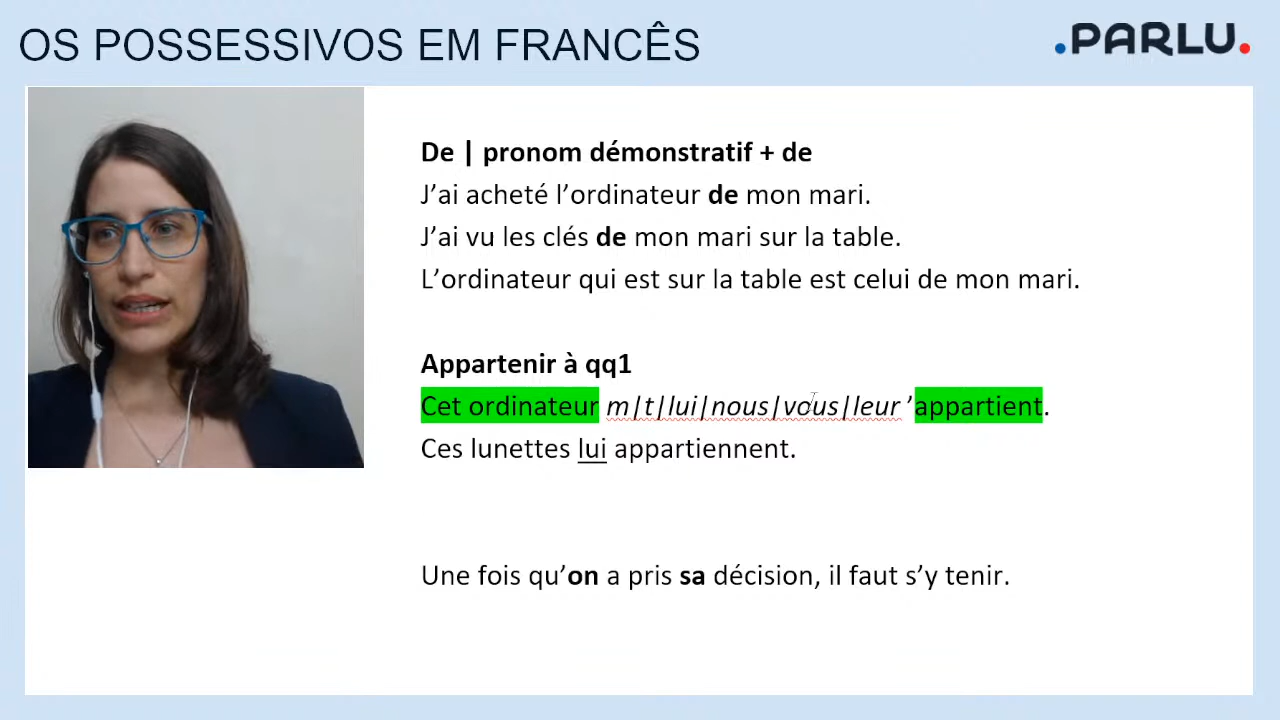 OS POSSESSIVOS EM FRANCÊS
.PARLU.
De | pronom démonstratif + de
J’ai acheté l’ordinateur de mon mari.
J’ai vu les clés de mon mari sur la table.
L’ordinateur qui est sur la table est celui de mon mari.
Appartenir à qq1
Cet ordinateur m|t|lui|nous|vous|leur ’appartient.
Ces lunettes lui appartiennent.
Une fois qu’on a pris sa décision, il faut s’y tenir.